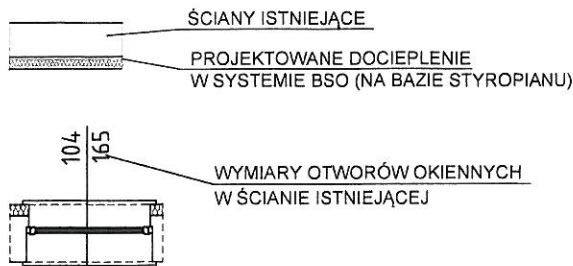 ŚCIANY ISTNIEJĄCE
PROJEKTOWANE DOCIEPLENIE
W SYSTEMIE BSO (NA BAZIE STYROPIANU)
104
165
WYMIARY OTWORÓW OKIENNYCH
W ŚCIANIE ISTNIEJĄCEJ